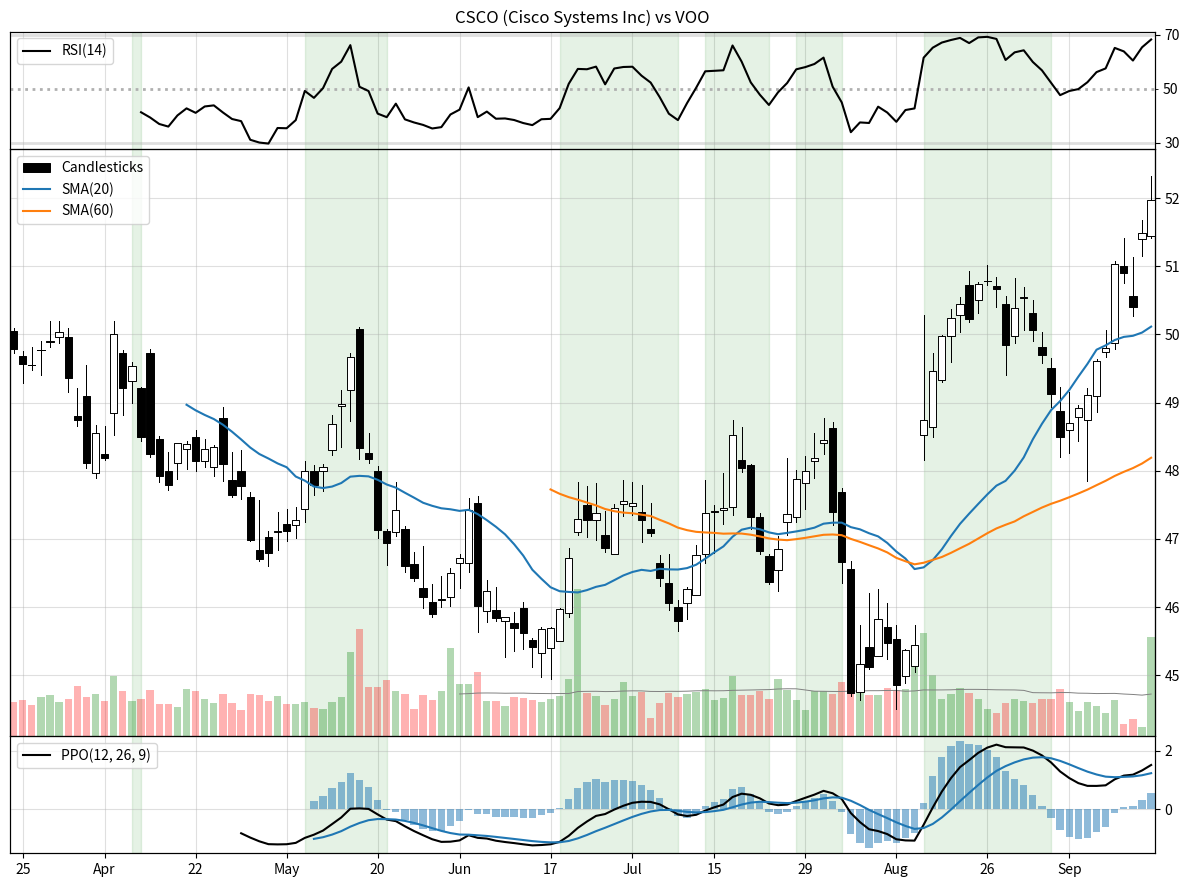 CSCO (Cisco Systems Inc) vs VOO
RSI(14)
70
50
30
Candlesticks
SMA(20)
SMA(60)
52
51
50
49
48
47
46
45
PPO(12, 26, 9)
2
0
25 Apr 22 May 20 Jun 17 Jul 15 29 Aug 26 Sep